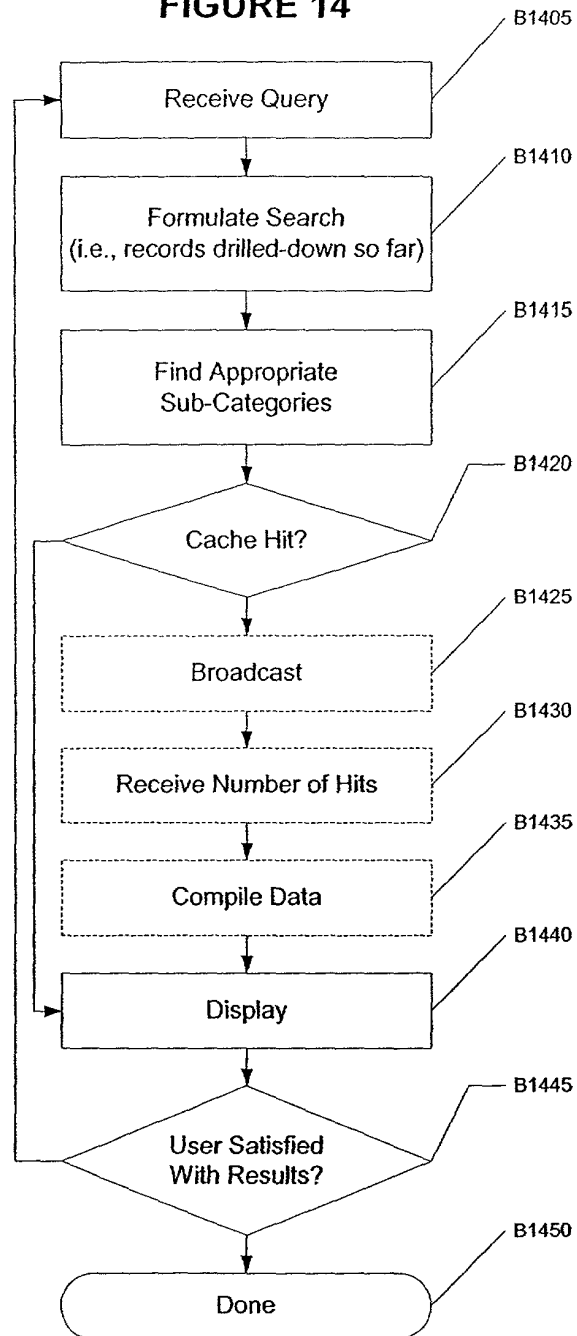 FIGURE 14
B1405
Receive Query
B1410
Formulate Search
(i.e., records drilled-down so far)
B1415
Find Appropriate
Sub-Categories
B1420
Cache Hit?
B1425
Broadcast
B1430
Receive Number of Hits
B1435
Compile Data
B1440
Display
B1445
User Satisfied
With Results?
B1450
Done